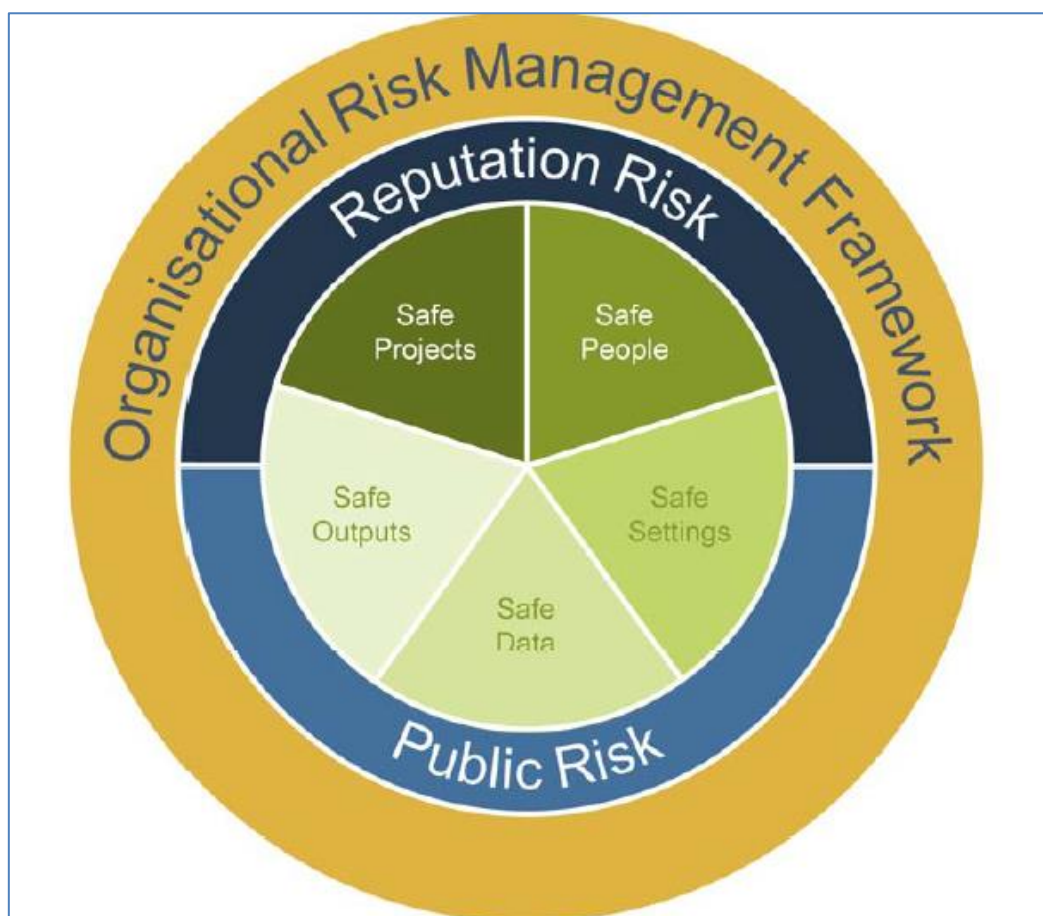 Organisational Risk Management Framework
Reputation Risk
Safe
Projects
Safe
People
Safe
Outputs
Safe
Settings
Safe
Data
Public Risk